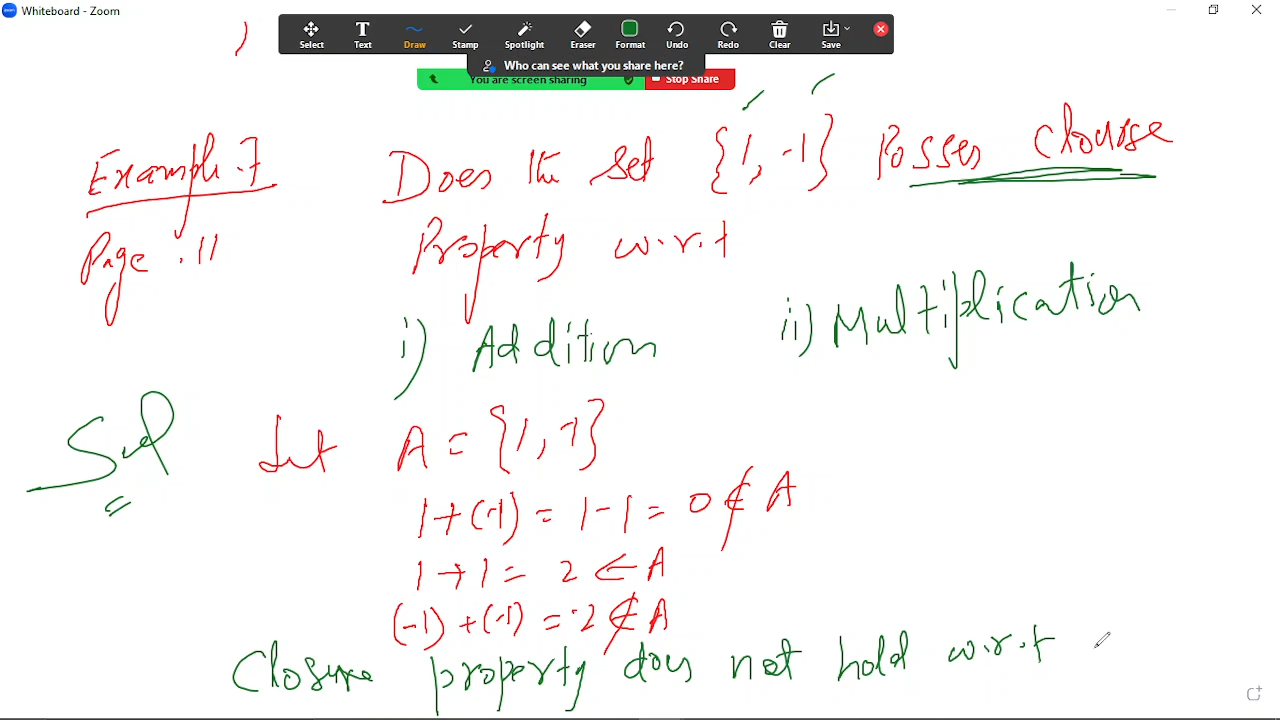 Whiteboard - Zoom
Select Text Draw Stamp Spotlight Eraser Format Undo Redo Clear Save
Who can see what you share here?
You are screen sharing Stop Share
Example.7 Does the set {1, -1} Posses Clousre
Page.11 Property w.r.t
i) Addition ii) Multiplication
Sol Let A = {1, -1}
1+(-1) = 1-1 = 0 ∉ A
1+1 = 2 ∈ A
(-1)+(-1) = -2 ∉ A
Closure property does not hold w.r.t